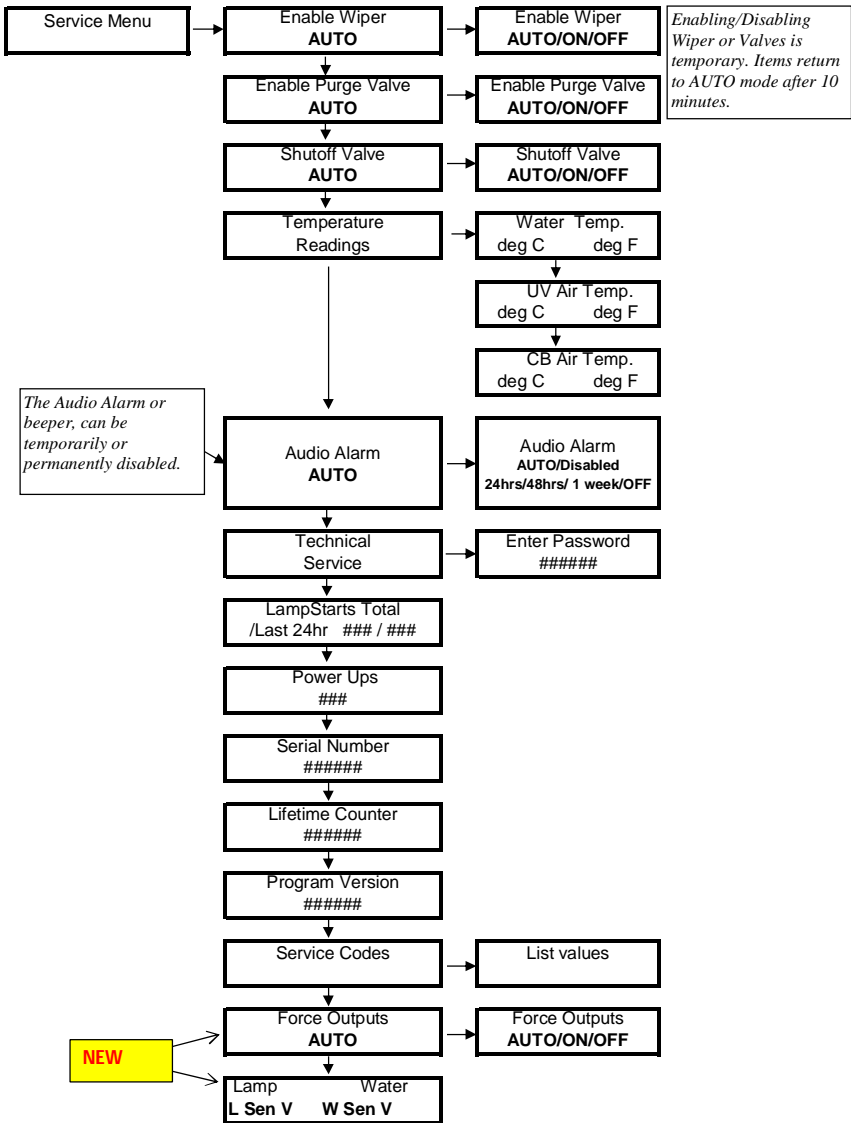 Service Menu
Enable Wiper
AUTO
Enable Wiper
AUTO/ON/OFF
Enabling/Disabling
Wiper or Valves is
temporary. Items return
to AUTO mode after 10
minutes.
Enable Purge Valve
AUTO
Enable Purge Valve
AUTO/ON/OFF
Shutoff Valve
AUTO
Shutoff Valve
AUTO/ON/OFF
Temperature
Readings
Water Temp.
deg C deg F
UV Air Temp.
deg C deg F
CB Air Temp.
deg C deg F
The Audio Alarm or
beeper, can be
temporarily or
permanently disabled.
Audio Alarm
AUTO
Audio Alarm
AUTO/Disabled
24hrs/48hrs/ 1 week/OFF
Technical
Service
Enter Password
######
LampStarts Total
/Last 24hr ### / ###
Power Ups
###
Serial Number
######
Lifetime Counter
######
Program Version
######
Service Codes
List values
Force Outputs
AUTO
Force Outputs
AUTO/ON/OFF
NEW
Lamp Water
L Sen V W Sen V